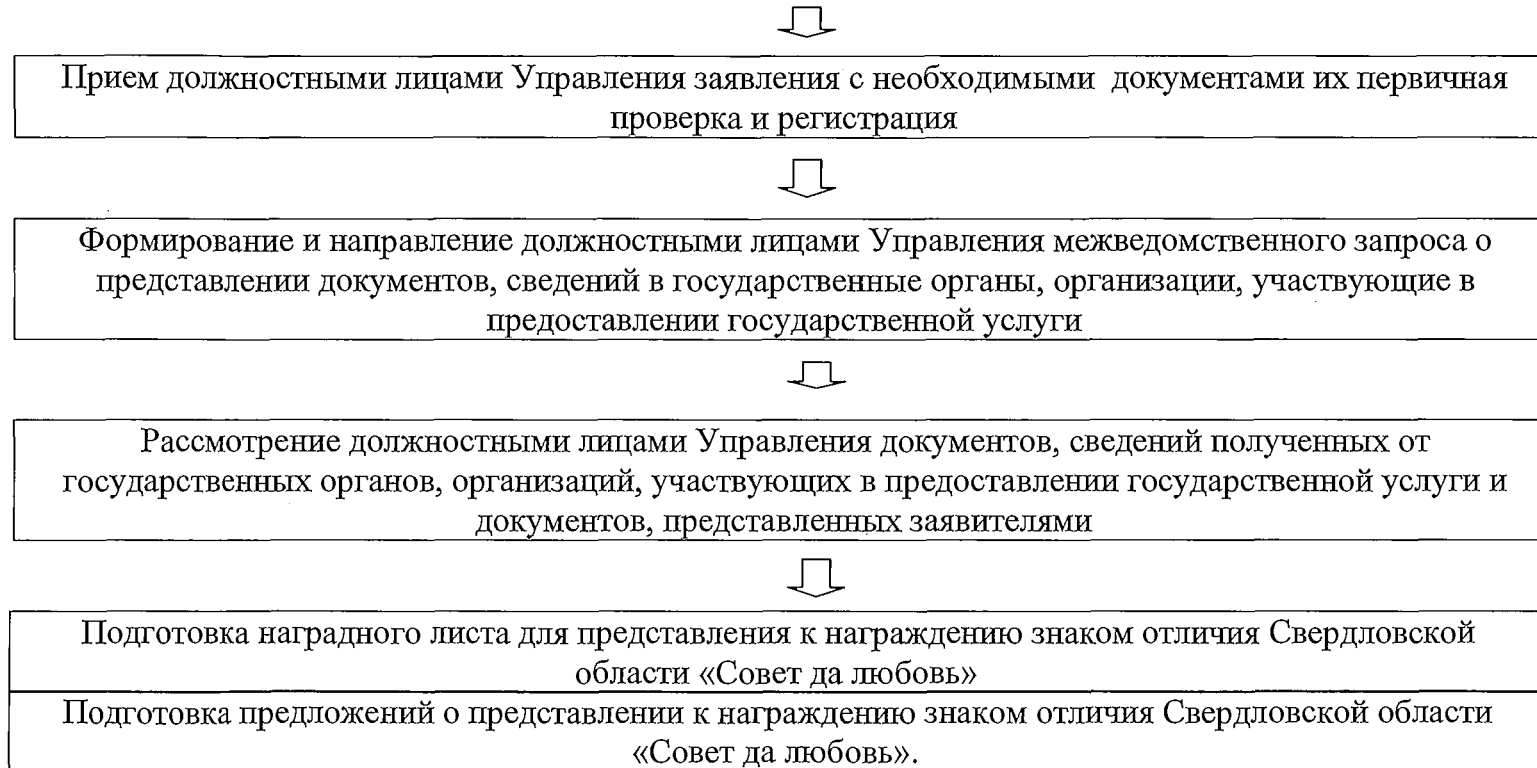 Прием должностными лицами Управления заявления с необходимыми документами их первичная
проверка и регистрация
Формирование и направление должностными лицами Управления межведомственного запроса о
представлении документов, сведений в государственные органы, организации, участвующие в
предоставлении государственной услуги
Рассмотрение должностными лицами Управления документов, сведений полученных от
государственных органов, организаций, участвующих в предоставлении государственной услуги и
документов, представленных заявителями
Подготовка наградного листа для представления к награждению знаком отличия Свердловской
области «Совет да любовь»
Подготовка предложений о представлении к награждению знаком отличия Свердловской области
«Совет да любовь».